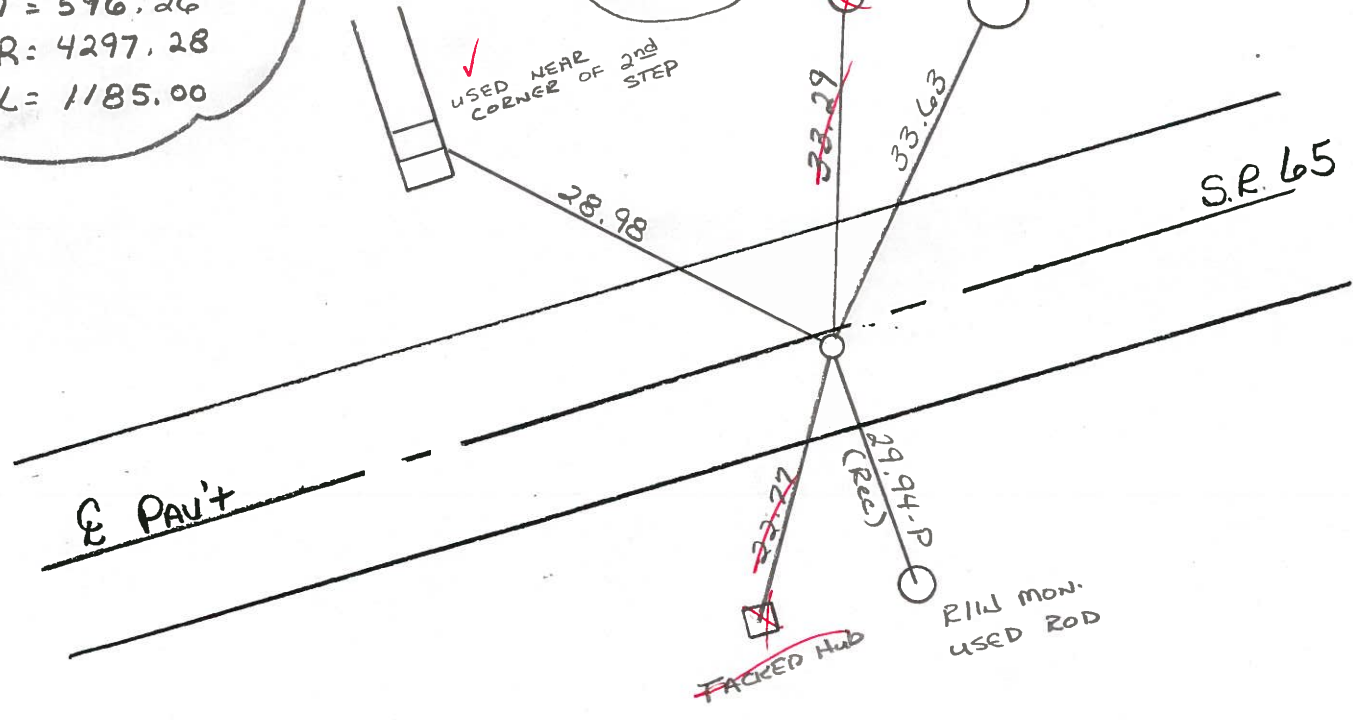 T = 596.26
R= 4297.28
L= 1185.00
USED NEAR
CORNER OF 2nd
STEP
33.29
33.63
28.98
S.R. 65
℄ PAV't
22.77
29.94-P
(Rec)
TACKED Hub
R/W MON.
USED ROD